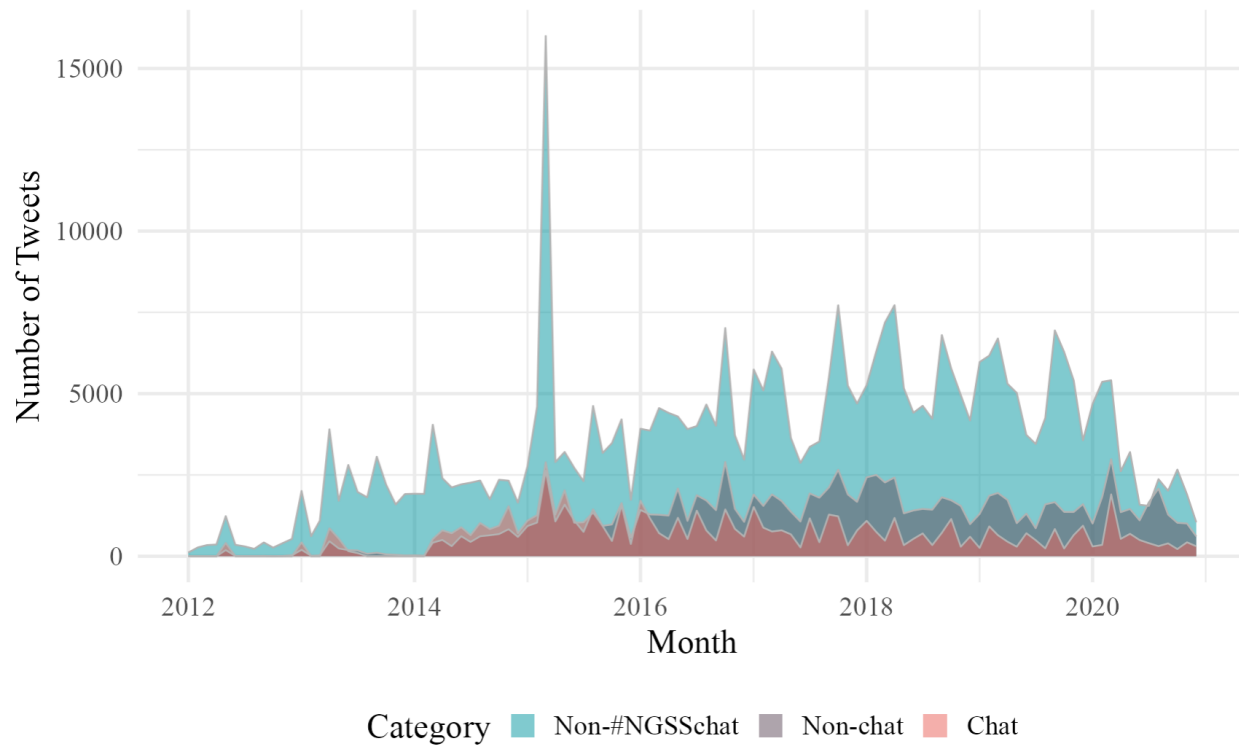 15000
10000
5000
0
Number of Tweets
2012 2014 2016 2018 2020
Month
Category Non-#NGSSchat Non-chat Chat